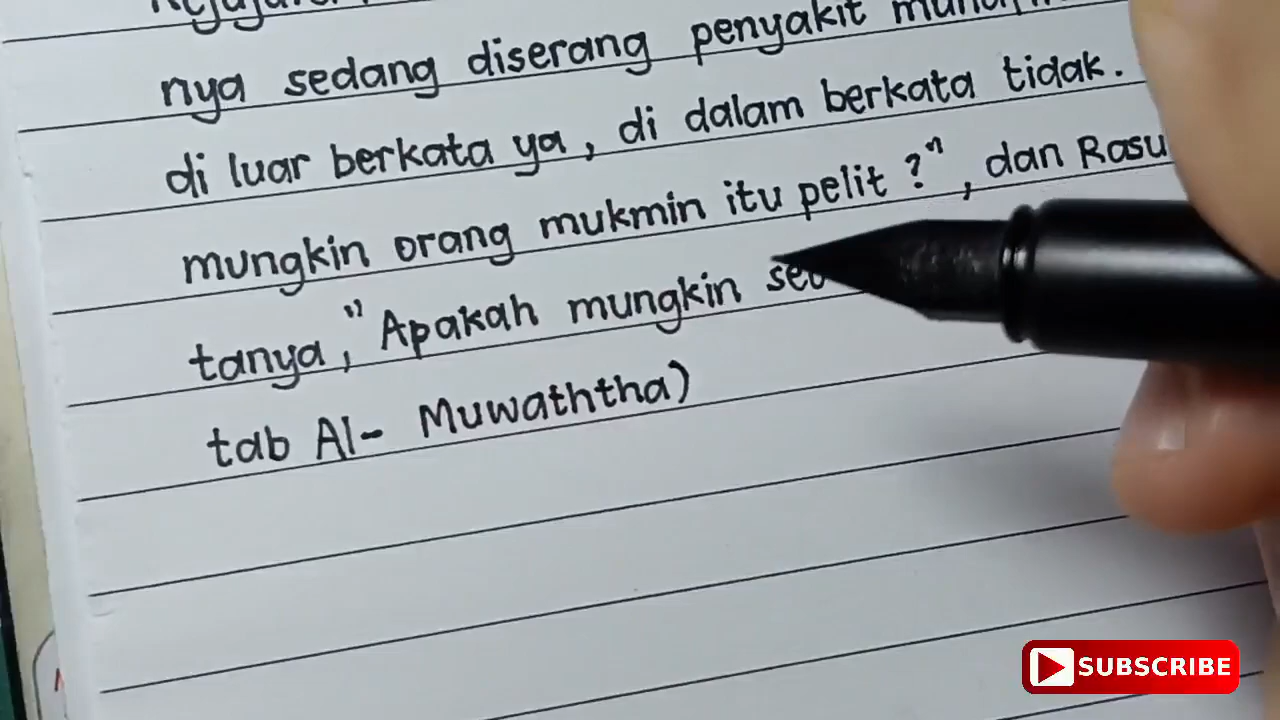 nya sedang diserang penyakit
di luar berkata ya, di dalam berkata tidak.
mungkin orang mukmin itu pelit ?", dan Rasu
tanya, "Apakah mungkin
tab Al- Muwaththa)
SUBSCRIBE